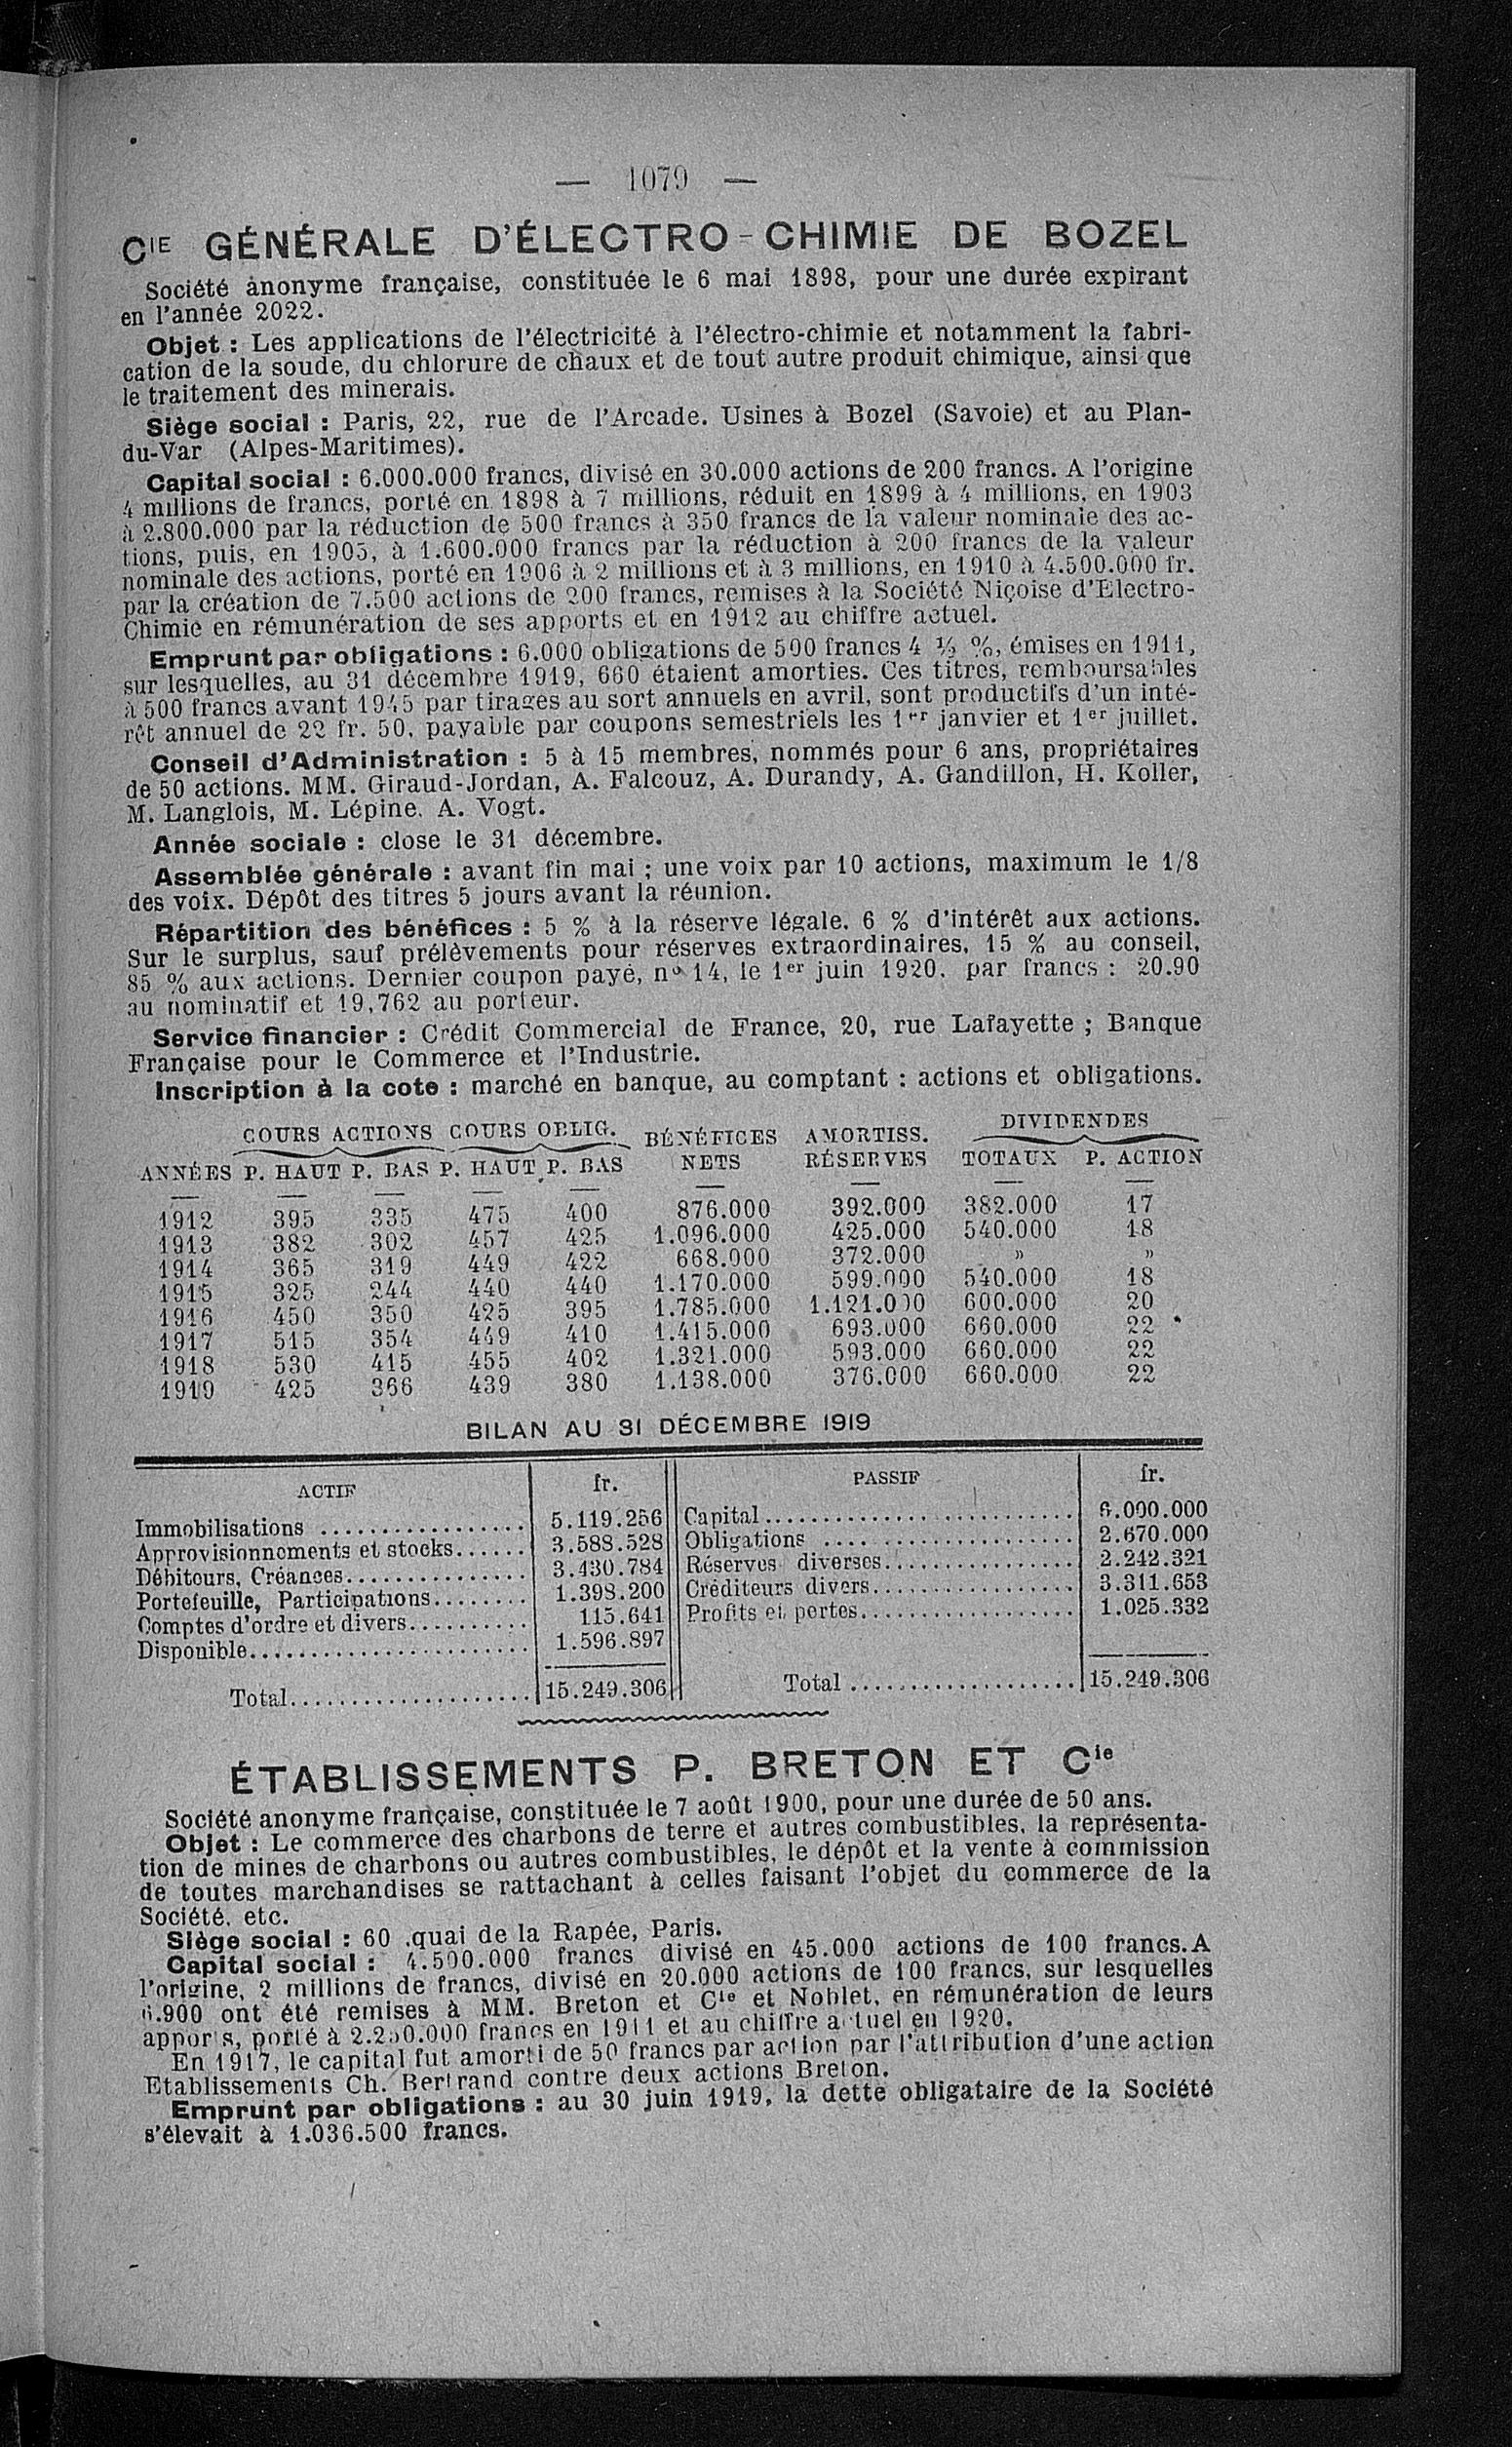 — 1079 —
CIE GÉNÉRALE D'ÉLECTRO-CHIMIE DE BOZEL
Société anonyme française, constituée le 6 mai 1898, pour une durée expirant
en l'année 2022.
Objet : Les applications de l'électricité à l'électro-chimie et notamment la fabri-
cation de la soude, du chlorure de chaux et de tout autre produit chimique, ainsi que
le traitement des minerais.
Siège social : Paris, 22, rue de l'Arcade. Usines à Bozel (Savoie) et au Plan-
du-Var (Alpes-Maritimes).
Capital social : 6.000.000 francs, divisé en 30.000 actions de 200 francs. A l'origine
4 millions de francs, porté en 1898 à 7 millions, réduit en 1899 à 4 millions, en 1903
à 2.800.000 par la réduction de 500 francs à 350 francs de la valeur nominale des ac-
tions, puis, en 1905, à 1.600.000 francs par la réduction à 200 francs de la valeur
nominale des actions, porté en 1906 à 2 millions et à 3 millions, en 1910 à 4.500.000 fr.
par la création de 7.500 actions de 200 francs, remises à la Société Niçoise d'Electro-
Chimie en rémunération de ses apports et en 1912 au chiffre actuel.
Emprunt par obligations : 6.000 obligations de 500 francs 4 ½ %, émises en 1911,
sur lesquelles, au 31 décembre 1919, 660 étaient amorties. Ces titres, remboursables
à 500 francs avant 1945 par tirages au sort annuels en avril, sont productifs d'un inté-
rêt annuel de 22 fr. 50, payable par coupons semestriels les 1er janvier et 1er juillet.
Conseil d'Administration : 5 à 15 membres, nommés pour 6 ans, propriétaires
de 50 actions. MM. Giraud-Jordan, A. Falcouz, A. Durandy, A. Gandillon, H. Koller,
M. Langlois, M. Lépine, A. Vogt.
Année sociale : close le 31 décembre.
Assemblée générale : avant fin mai ; une voix par 10 actions, maximum le 1/8
des voix. Dépôt des titres 5 jours avant la réunion.
Répartition des bénéfices : 5 % à la réserve légale. 6 % d'intérêt aux actions.
Sur le surplus, sauf prélèvements pour réserves extraordinaires, 15 % au conseil,
85 % aux actions. Dernier coupon payé, no 14, le 1er juin 1920, par francs : 20.90
au nominatif et 19,762 au porteur.
Service financier : Crédit Commercial de France, 20, rue Lafayette ; Banque
Française pour le Commerce et l'Industrie.
Inscription à la cote : marché en banque, au comptant : actions et obligations.
COURS ACTIONS COURS OBLIG. BÉNÉFICES AMORTISS. DIVIDENDES
ANNÉES P. HAUT P. BAS P. HAUT P. BAS NETS RÉSERVES TOTAUX P. ACTION
1912 395 335 475 400 876.000 392.000 382.000 17
1913 382 302 457 425 1.096.000 425.000 540.000 18
1914 365 319 449 422 668.000 372.000 » »
1915 325 244 440 440 1.170.000 599.000 540.000 18
1916 450 350 425 395 1.785.000 1.121.000 600.000 20
1917 515 354 449 410 1.415.000 693.000 660.000 22
1918 530 415 455 402 1.321.000 593.000 660.000 22
1919 425 366 439 380 1.138.000 376.000 660.000 22
BILAN AU 31 DÉCEMBRE 1919
ACTIF fr. PASSIF fr.
Immobilisations ................. 5.119.256 Capital .......................... 6.000.000
Approvisionnements et stocks...... 3.588.528 Obligations ..................... 2.670.000
Débitours, Créances............... 3.430.784 Réserves diverses................ 2.242.321
Portefeuille, Participations........ 1.398.200 Créditeurs divers................. 3.311.653
Comptes d'ordre et divers.......... 115.641 Profits et pertes.................. 1.025.332
Disponible....................... 1.596.897
Total.................... 15.249.306 Total ................... 15.249.306
ÉTABLISSEMENTS P. BRETON ET Cie
Société anonyme française, constituée le 7 août 1900, pour une durée de 50 ans.
Objet : Le commerce des charbons de terre et autres combustibles, la représenta-
tion de mines de charbons ou autres combustibles, le dépôt et la vente à commission
de toutes marchandises se rattachant à celles faisant l'objet du commerce de la
Société, etc.
Siège social : 60 ,quai de la Rapée, Paris.
Capital social : 4.500.000 francs divisé en 45.000 actions de 100 francs. A
l'origine, 2 millions de francs, divisé en 20.000 actions de 100 francs, sur lesquelles
6.900 ont été remises à MM. Breton et Cie et Noblet, en rémunération de leurs
apports, porté à 2.250.000 francs en 1911 et au chiffre actuel en 1920.
En 1917, le capital fut amorti de 50 francs par action par l'attribution d'une action
Etablissements Ch. Bertrand contre deux actions Breton.
Emprunt par obligations : au 30 juin 1919, la dette obligataire de la Société
s'élevait à 1.036.500 francs.